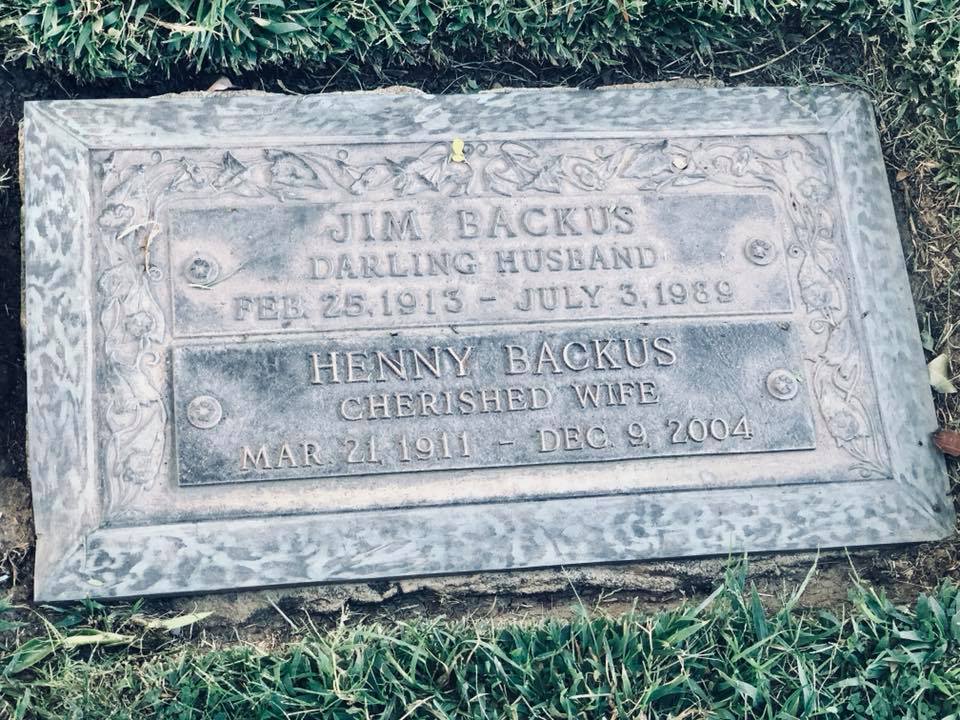 JIM BACKUS
DARLING HUSBAND
FEB. 25, 1913 - JULY 3, 1989
HENNY BACKUS
CHERISHED WIFE
MAR. 21, 1911 - DEC. 9, 2004